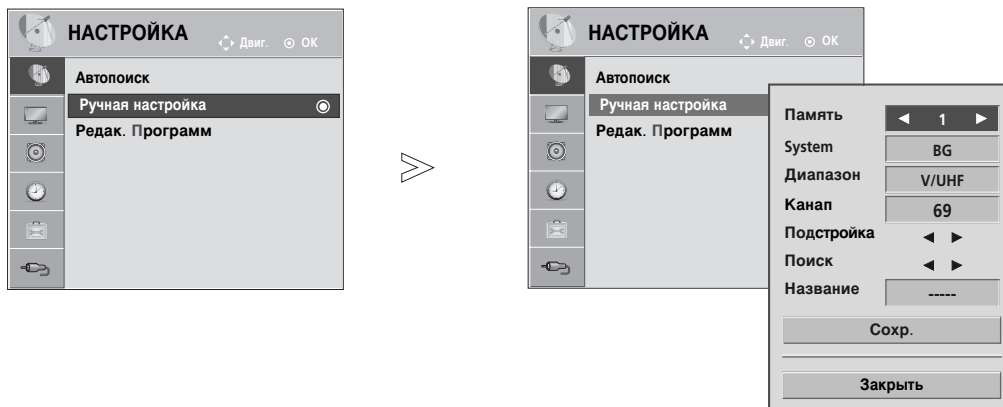 НАСТРОЙКА
Двиг. OK
Автопоиск
Ручная настройка
Редак. Программ
НАСТРОЙКА
Двиг. OK
Автопоиск
Ручная настройка
Редак. Программ
Память ◄ 1 ►
System BG
Диапазон V/UHF
Канап 69
Подстройка ◄ ►
Поиск ◄ ►
Название -----
Сохр.
Закрыть